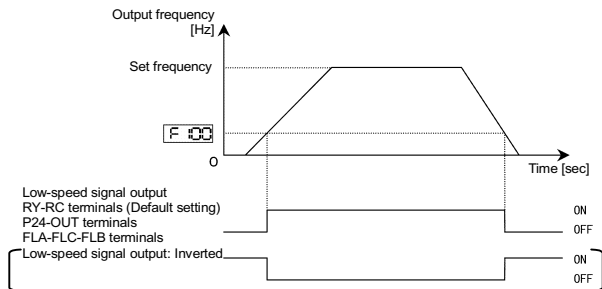 Output frequency
[Hz]
Set frequency
F 100
0
Time [sec]
Low-speed signal output
RY-RC terminals (Default setting)
P24-OUT terminals
FLA-FLC-FLB terminals
ON
OFF
Low-speed signal output: Inverted
ON
OFF